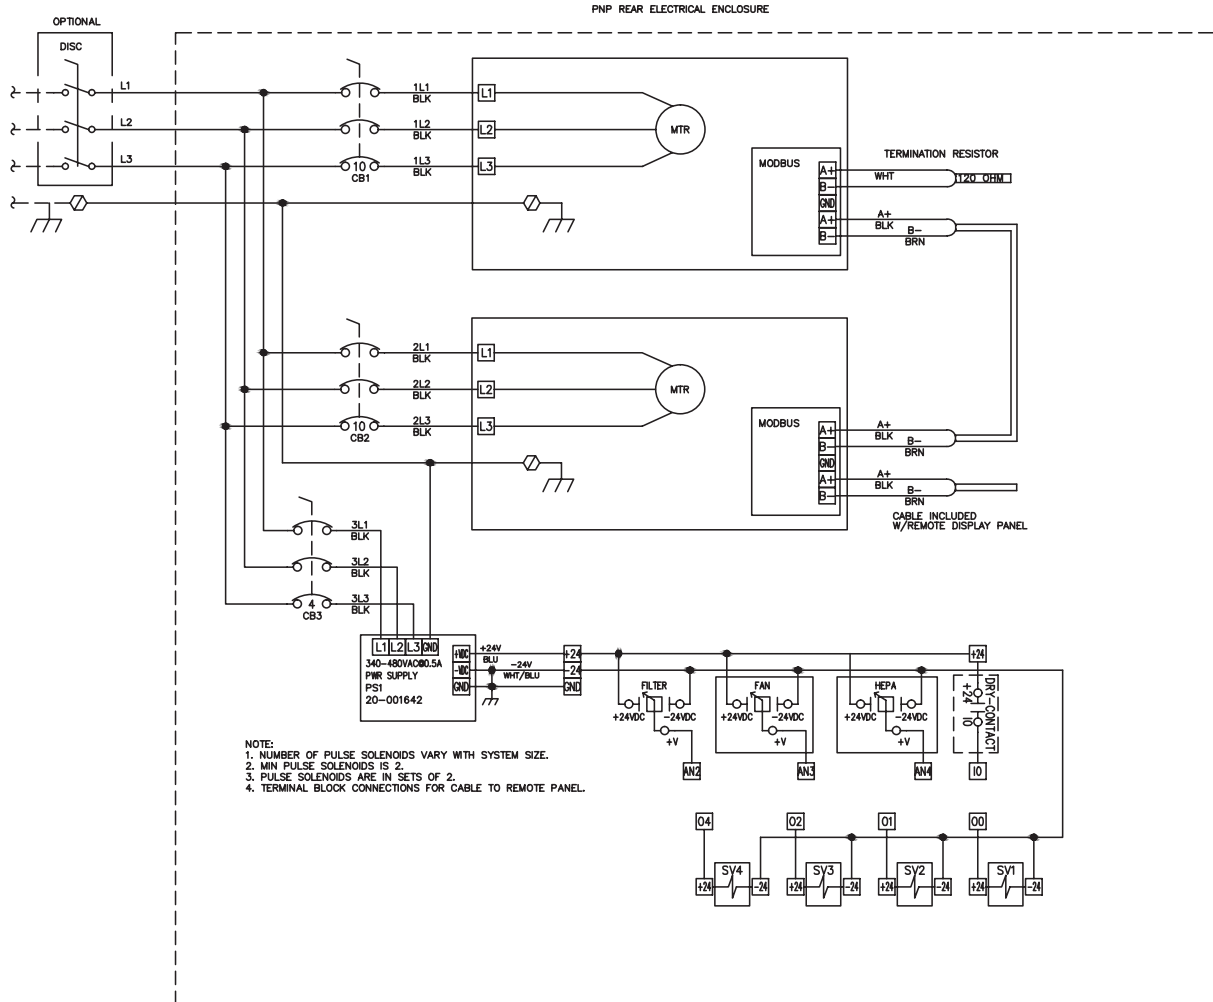 PNP REAR ELECTRICAL ENCLOSURE
OPTIONAL
DISC
L1
L2
L3
1L1
BLK
1L2
BLK
1L3
BLK
10
CB1
L1
L2
L3
MTR
MODBUS
A+
B-
GND
A+
B-
TERMINATION RESISTOR
WHT
120 OHM
A+
BLK
B-
BRN
2L1
BLK
2L2
BLK
2L3
BLK
10
CB2
L1
L2
L3
MTR
MODBUS
A+
B-
GND
A+
B-
A+
BLK
B-
BRN
A+
BLK
B-
BRN
CABLE INCLUDED
W/REMOTE DISPLAY PANEL
3L1
BLK
3L2
BLK
3L3
BLK
4
CB3
L1 L2 L3 GND
340-480VAC@0.5A
PWR SUPPLY
PS1
20-001642
+VDC
-VDC
GND
+24V
BLU
-24V
WHT/BLU
+24
-24
GND
FILTER
+24VDC -24VDC
+V
AN2
FAN
+24VDC -24VDC
+V
AN3
HEPA
+24VDC -24VDC
+V
AN4
+24
DRY-CONTACT
+24 I0
I0
NOTE:
1. NUMBER OF PULSE SOLENOIDS VARY WITH SYSTEM SIZE.
2. MIN PULSE SOLENOIDS IS 2.
3. PULSE SOLENOIDS ARE IN SETS OF 2.
4. TERMINAL BLOCK CONNECTIONS FOR CABLE TO REMOTE PANEL.
O4 O2 O1 O0
+24 SV4 -24
+24 SV3 -24
+24 SV2 -24
+24 SV1 -24